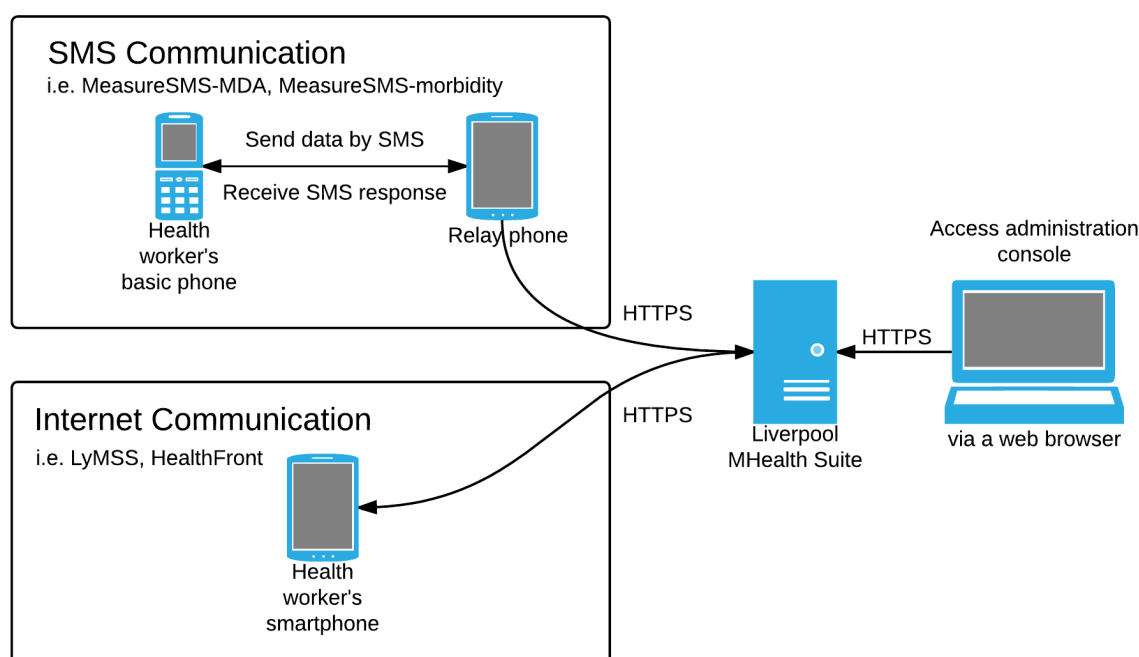 SMS Communication
i.e. MeasureSMS-MDA, MeasureSMS-morbidity
Send data by SMS
Receive SMS response
Health
worker's
basic phone
Relay phone
HTTPS
Internet Communication
i.e. LyMSS, HealthFront
Health
worker's
smartphone
HTTPS
Liverpool
MHealth Suite
HTTPS
Access administration
console
via a web browser